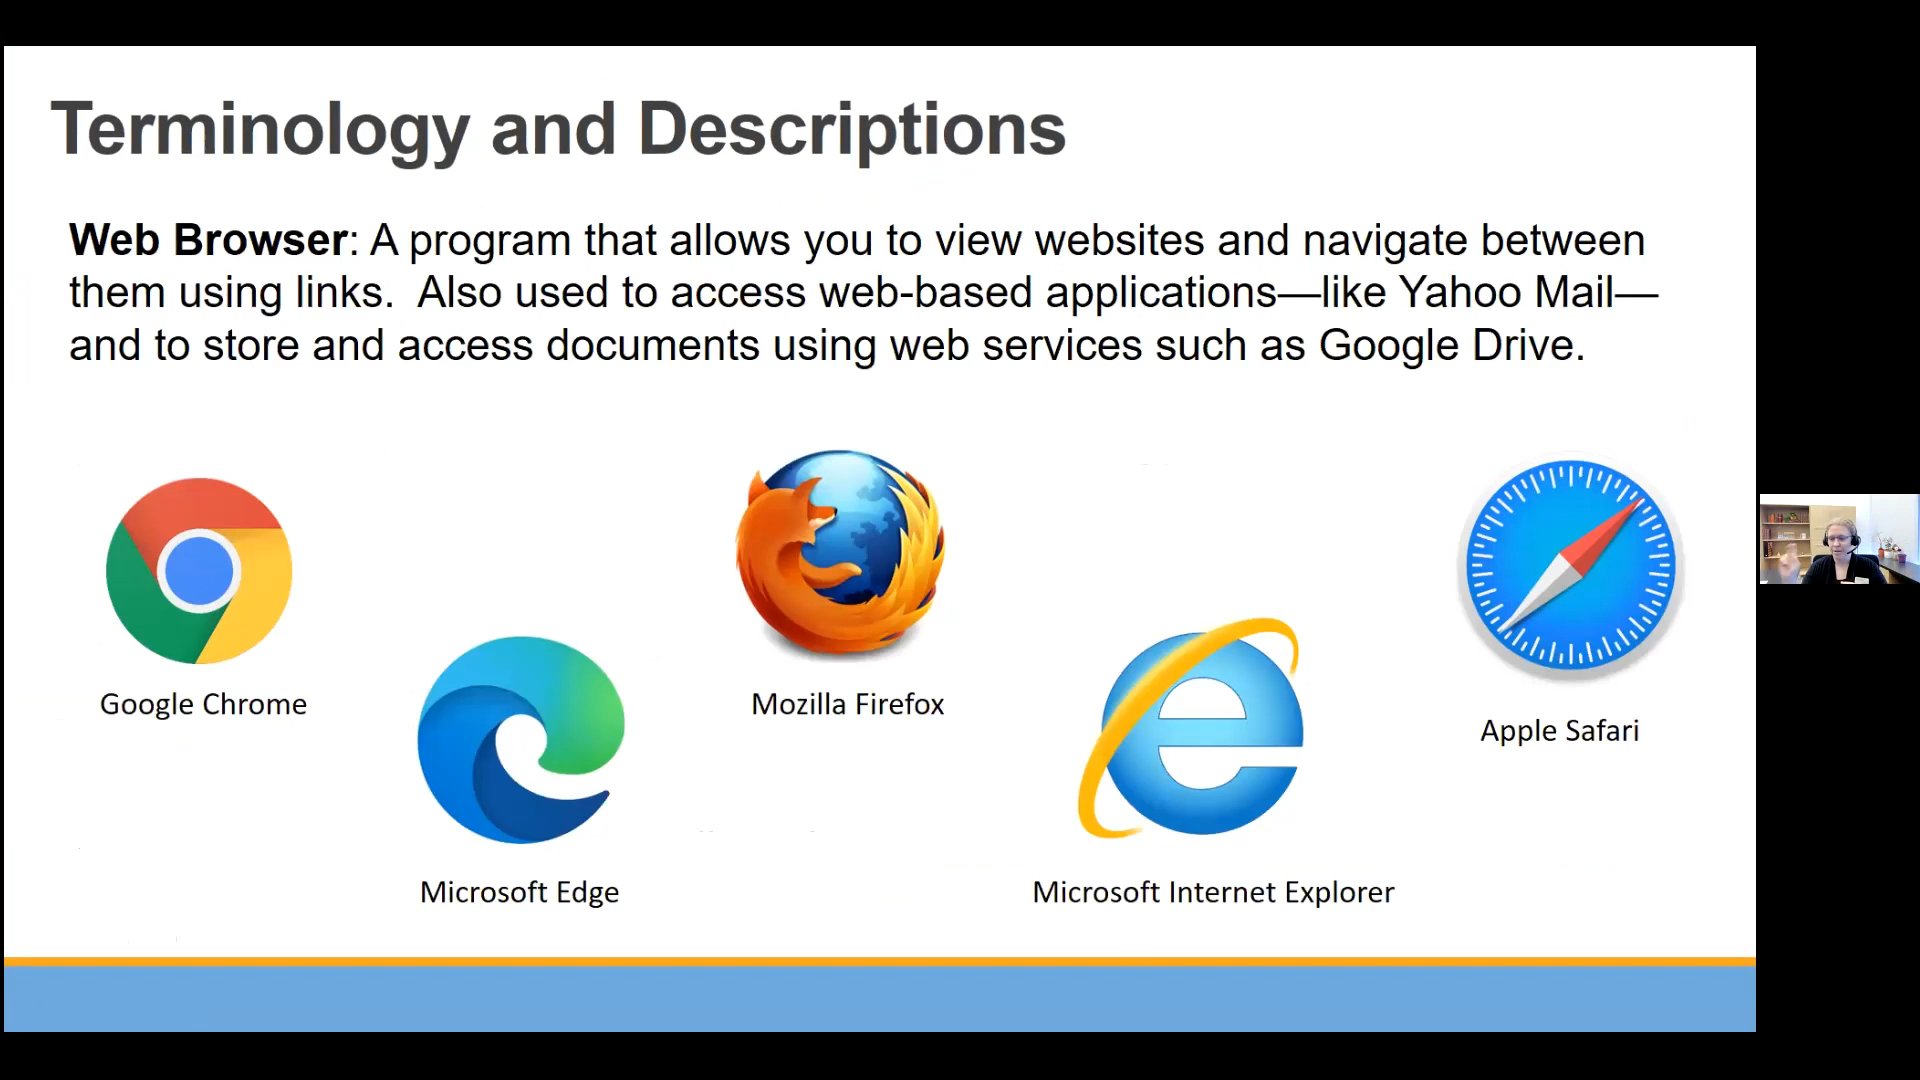 Terminology and Descriptions
Web Browser: A program that allows you to view websites and navigate between
them using links.  Also used to access web-based applications—like Yahoo Mail—
and to store and access documents using web services such as Google Drive.
Google Chrome
Mozilla Firefox
Apple Safari
Microsoft Edge
Microsoft Internet Explorer